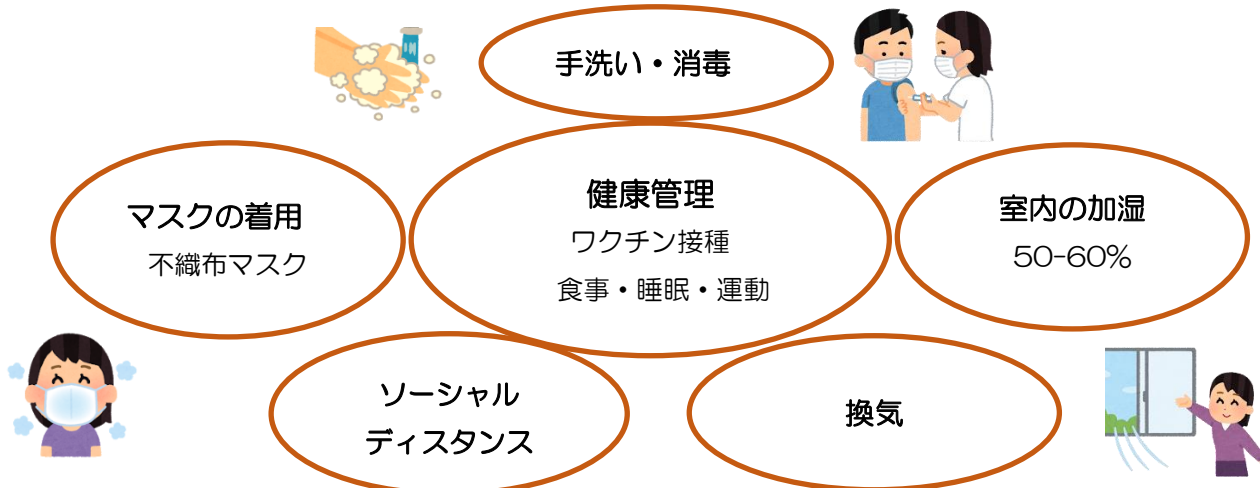 手洗い・消毒
健康管理
ワクチン接種
食事・睡眠・運動
マスクの着用
不織布マスク
室内の加湿
50-60%
ソーシャル
ディスタンス
換気